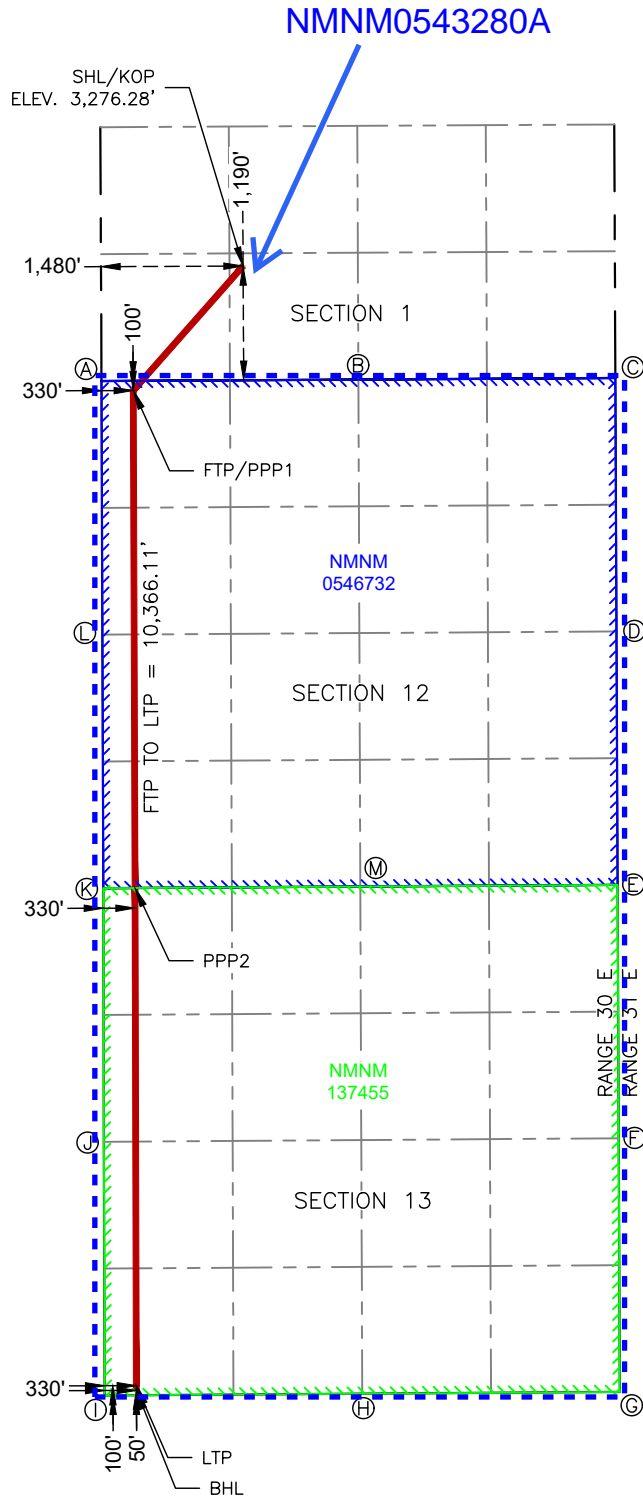 NMNM0543280A
SHL/KOP
ELEV. 3,276.28'
1,190'
1,480'
SECTION 1
100'
A
B
C
330'
FTP/PPP1
NMNM
0546732
L
D
FTP TO LTP = 10,366.11'
SECTION 12
M
K
E
330'
PPP2
RANGE 30 E
RANGE 31 E
NMNM
137455
J
F
SECTION 13
330'
I
H
G
100'
50'
LTP
BHL